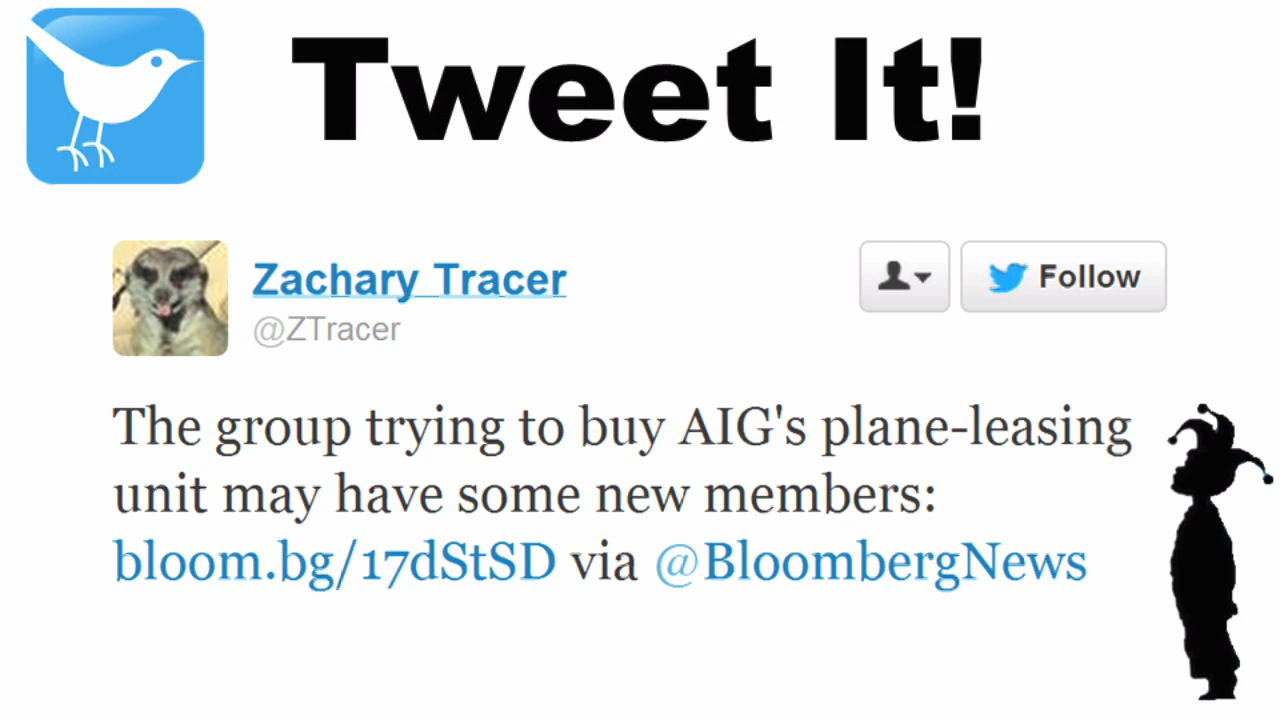 Tweet It!
Zachary Tracer
@ZTracer
Follow
The group trying to buy AIG's plane-leasing
unit may have some new members:
bloom.bg/17dStSD via @BloombergNews